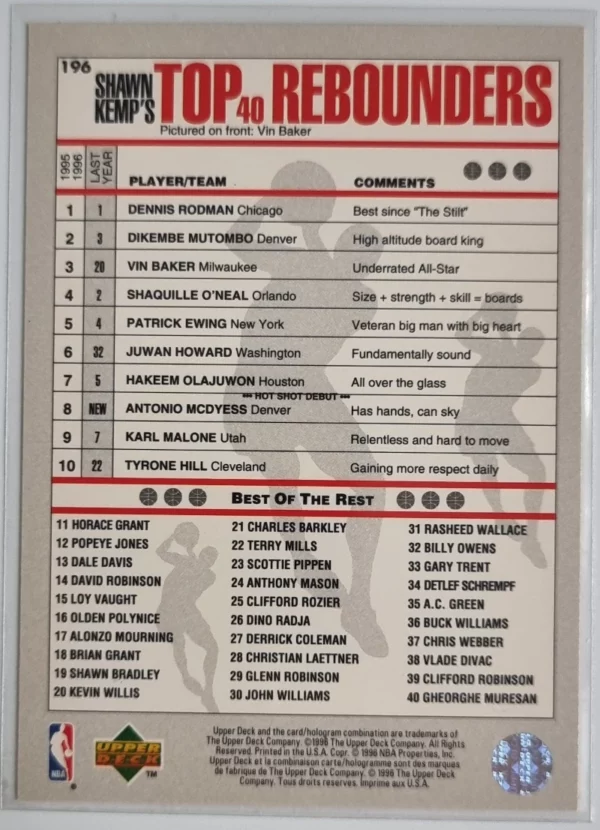 196
SHAWN KEMP'S TOP 40 REBOUNDERS
Pictured on front: Vin Baker
1995 1996 LAST YEAR PLAYER/TEAM COMMENTS
1 1 DENNIS RODMAN Chicago Best since "The Stilt"
2 3 DIKEMBE MUTOMBO Denver High altitude board king
3 20 VIN BAKER Milwaukee Underrated All-Star
4 2 SHAQUILLE O'NEAL Orlando Size + strength + skill = boards
5 4 PATRICK EWING New York Veteran big man with big heart
6 32 JUWAN HOWARD Washington Fundamentally sound
7 5 HAKEEM OLAJUWON Houston All over the glass
*** HOT SHOT DEBUT ***
8 NEW ANTONIO MCDYESS Denver Has hands, can sky
9 7 KARL MALONE Utah Relentless and hard to move
10 22 TYRONE HILL Cleveland Gaining more respect daily
BEST OF THE REST
11 HORACE GRANT
12 POPEYE JONES
13 DALE DAVIS
14 DAVID ROBINSON
15 LOY VAUGHT
16 OLDEN POLYNICE
17 ALONZO MOURNING
18 BRIAN GRANT
19 SHAWN BRADLEY
20 KEVIN WILLIS
21 CHARLES BARKLEY
22 TERRY MILLS
23 SCOTTIE PIPPEN
24 ANTHONY MASON
25 CLIFFORD ROZIER
26 DINO RADJA
27 DERRICK COLEMAN
28 CHRISTIAN LAETTNER
29 GLENN ROBINSON
30 JOHN WILLIAMS
31 RASHEED WALLACE
32 BILLY OWENS
33 GARY TRENT
34 DETLEF SCHREMPF
35 A.C. GREEN
36 BUCK WILLIAMS
37 CHRIS WEBBER
38 VLADE DIVAC
39 CLIFFORD ROBINSON
40 GHEORGHE MURESAN
NBA ®
UPPER DECK TM
Upper Deck and the card/hologram combination are trademarks of
The Upper Deck Company. ©1996 The Upper Deck Company. All Rights
Reserved. Printed in the U.S.A. Copr. © 1996 NBA Properties, Inc.
Upper Deck et la combinaison carte/hologramme sont des marques
de fabrique de The Upper Deck Company. © 1996 The Upper Deck
Company. Tous droits reserves. Imprime aux U.S.A.